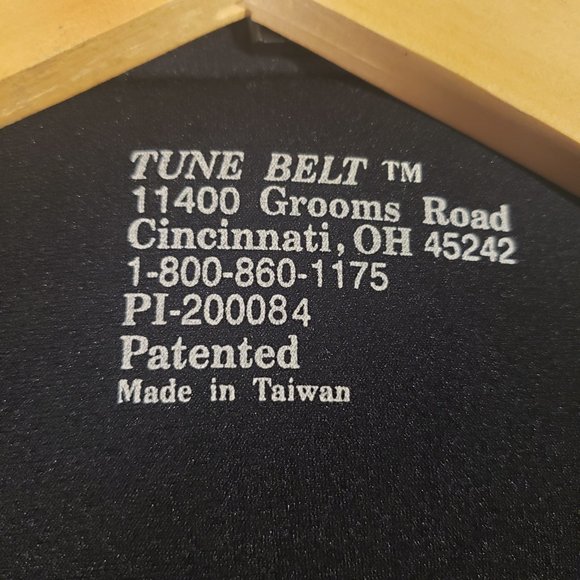 TUNE BELT ™
11400 Grooms Road
Cincinnati, OH 45242
1-800-860-1175
PI-200084
Patented
Made in Taiwan